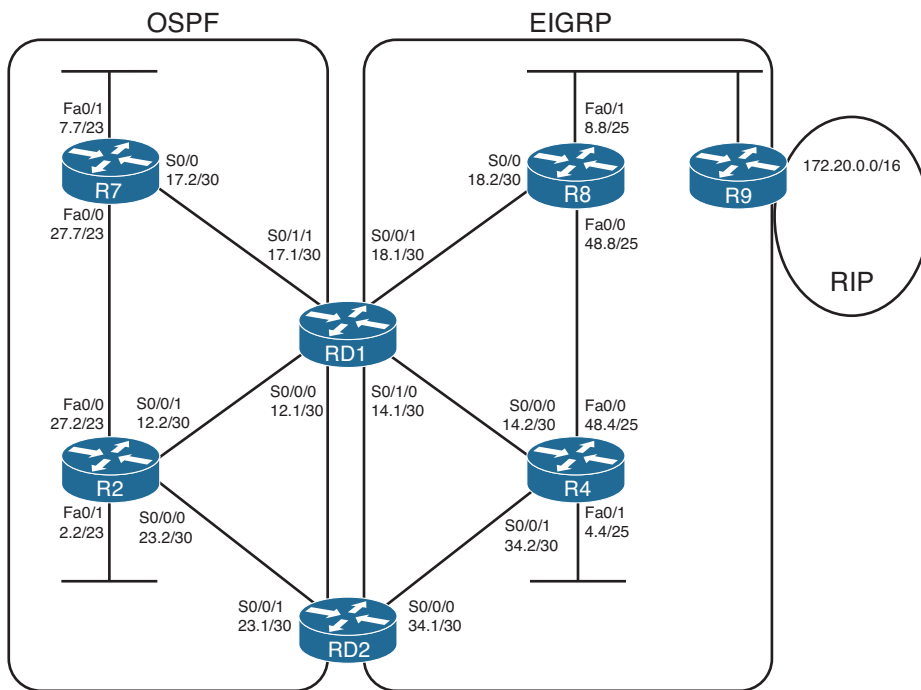 OSPF
EIGRP
Fa0/1
7.7/23
S0/0
17.2/30
R7
Fa0/0
27.7/23
S0/1/1
17.1/30
Fa0/1
8.8/25
S0/0
18.2/30
R8
Fa0/0
48.8/25
S0/0/1
18.1/30
R9
172.20.0.0/16
RIP
RD1
Fa0/0
27.2/23
S0/0/1
12.2/30
S0/0/0
12.1/30
S0/1/0
14.1/30
S0/0/0
14.2/30
Fa0/0
48.4/25
R2
R4
Fa0/1
2.2/23
S0/0/0
23.2/30
S0/0/1
34.2/30
Fa0/1
4.4/25
S0/0/1
23.1/30
S0/0/0
34.1/30
RD2